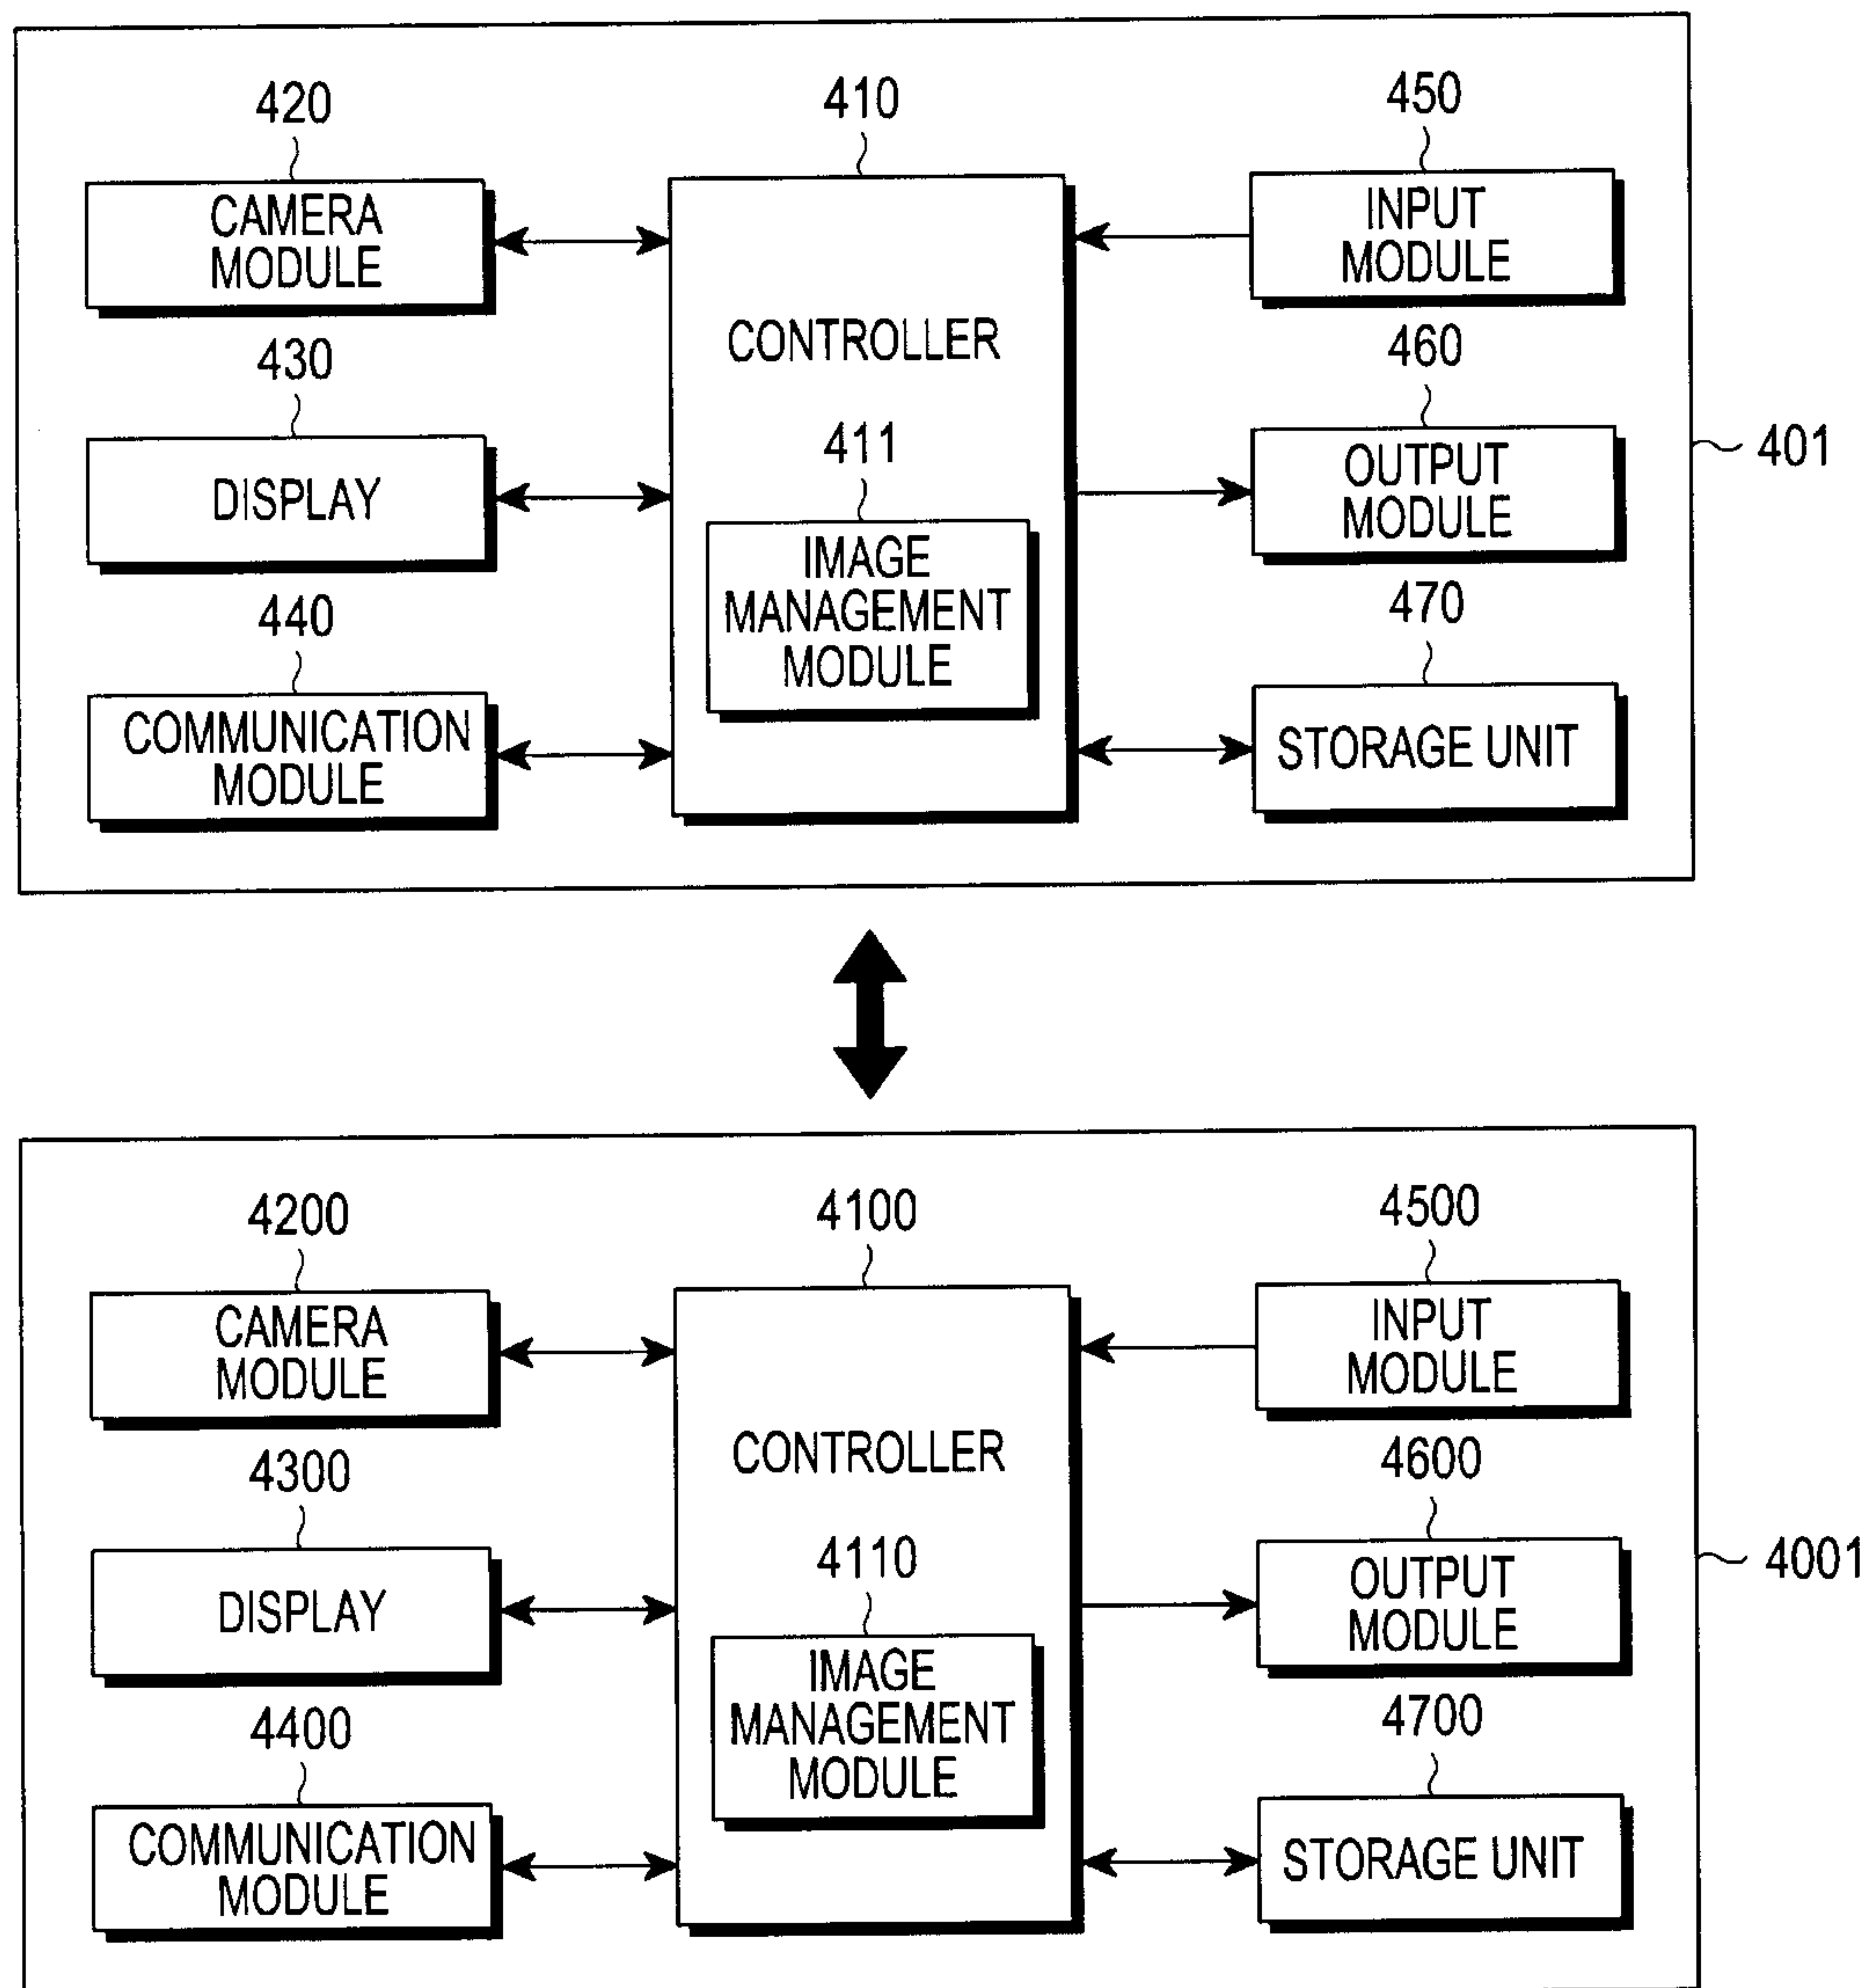 420
410
450
CAMERA
MODULE
INPUT
MODULE
CONTROLLER
430
460
411
401
DISPLAY
OUTPUT
MODULE
IMAGE
MANAGEMENT
MODULE
440
470
COMMUNICATION
MODULE
STORAGE UNIT
4200
4100
4500
CAMERA
MODULE
INPUT
MODULE
CONTROLLER
4300
4600
4110
4001
DISPLAY
OUTPUT
MODULE
IMAGE
MANAGEMENT
MODULE
4400
4700
COMMUNICATION
MODULE
STORAGE UNIT